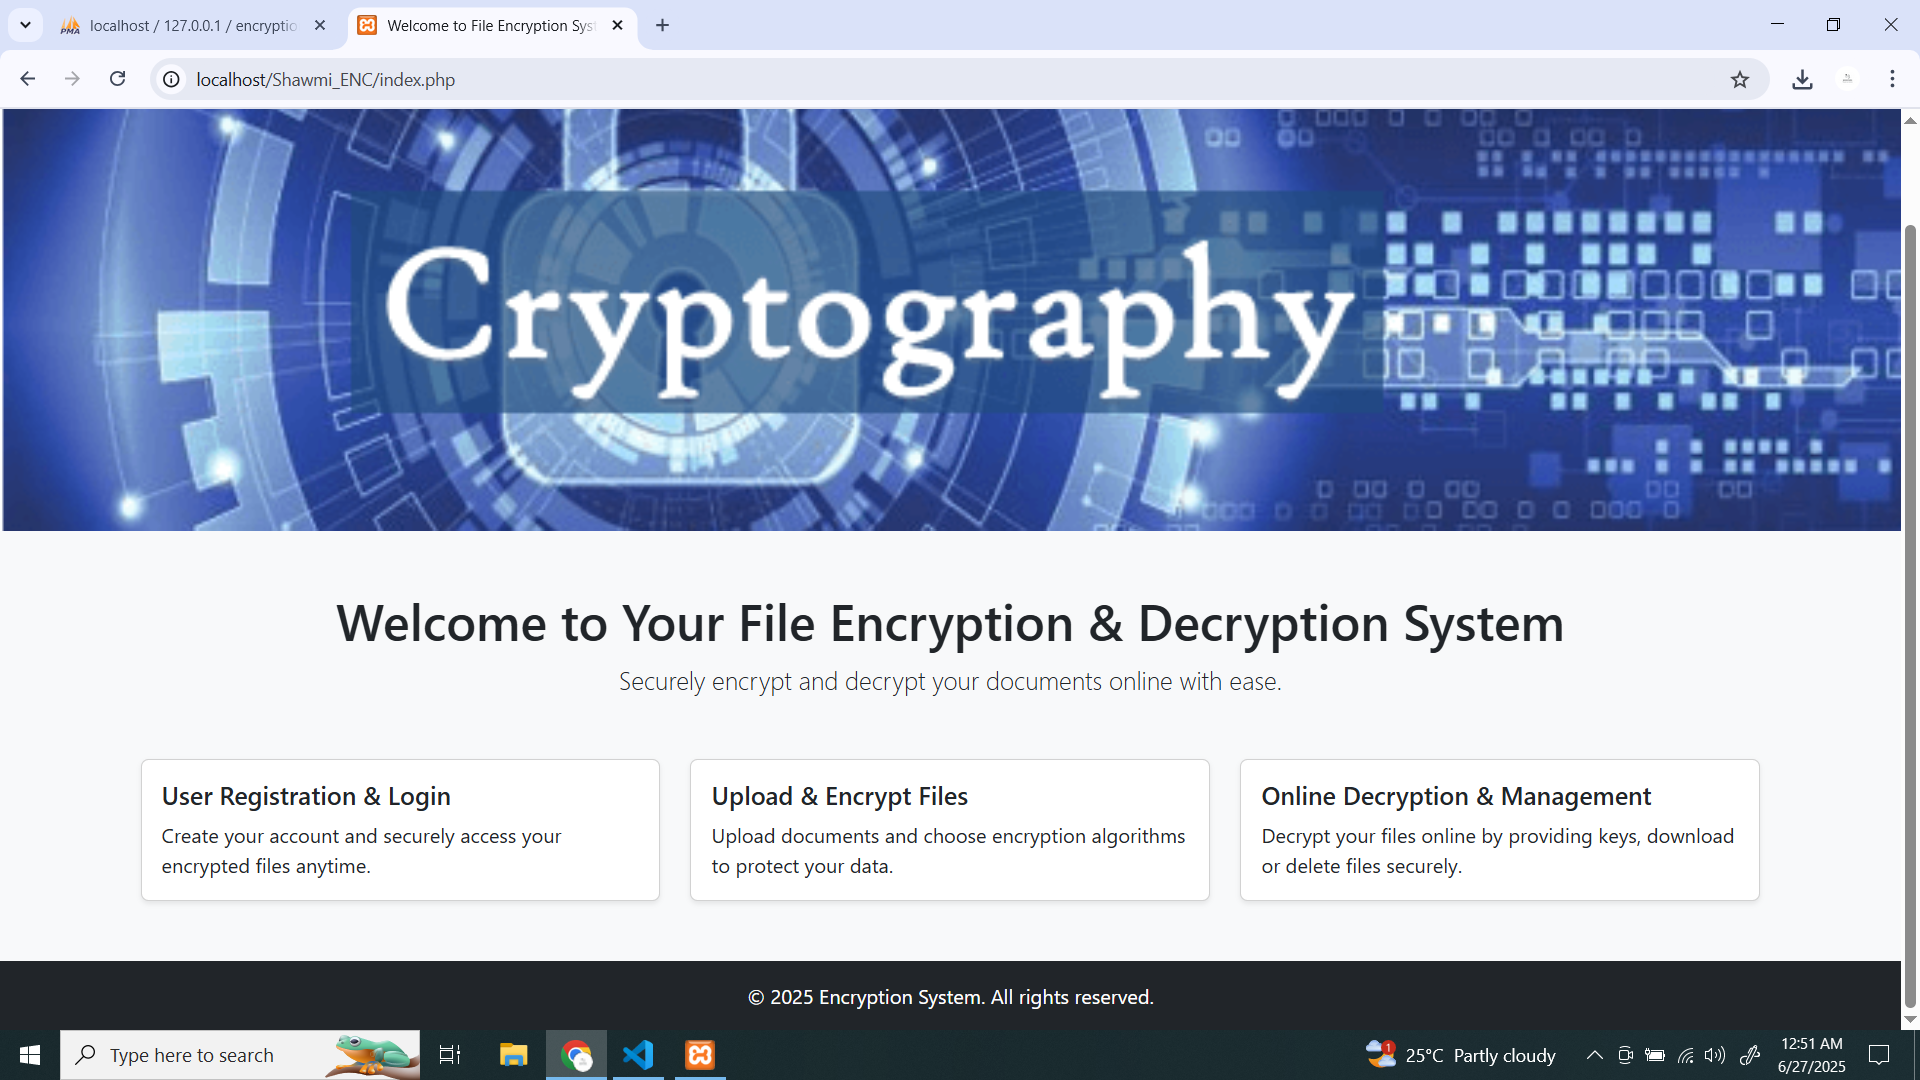 localhost / 127.0.0.1 / encryptio
Welcome to File Encryption Sys
localhost/Shawmi_ENC/index.php
Cryptography
Welcome to Your File Encryption & Decryption System
Securely encrypt and decrypt your documents online with ease.
User Registration & Login
Create your account and securely access your
encrypted files anytime.
Upload & Encrypt Files
Upload documents and choose encryption algorithms
to protect your data.
Online Decryption & Management
Decrypt your files online by providing keys, download
or delete files securely.
© 2025 Encryption System. All rights reserved.
Type here to search
1
25°C Partly cloudy
12:51 AM
6/27/2025